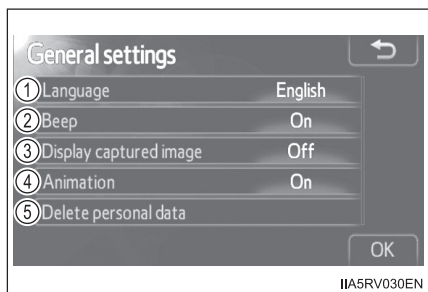 General settings
① Language English
② Beep On
③ Display captured image Off
④ Animation On
⑤ Delete personal data
OK
IIA5RV030EN